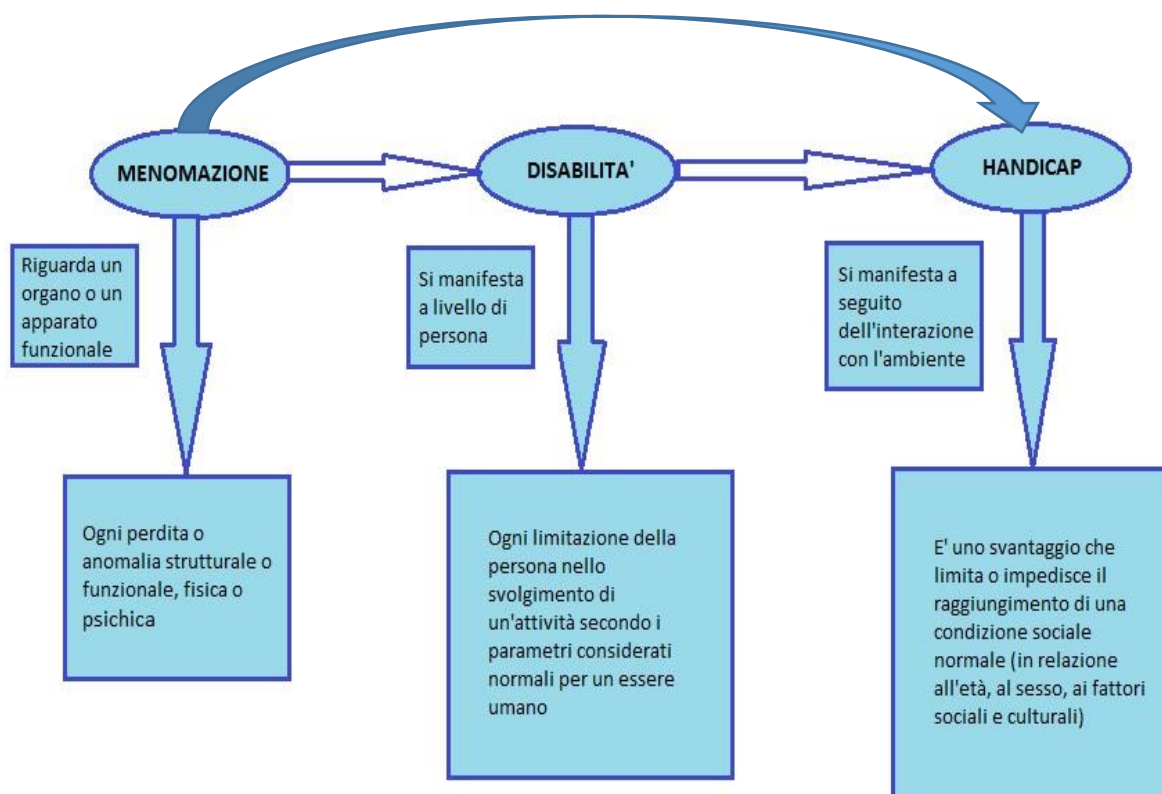 MENOMAZIONE
DISABILITA'
HANDICAP
Riguarda un
organo o un
apparato
funzionale
Si manifesta
a livello di
persona
Si manifesta a
seguito
dell'interazione
con l'ambiente
Ogni perdita o
anomalia strutturale o
funzionale, fisica o
psichica
Ogni limitazione della
persona nello
svolgimento di
un'attività secondo i
parametri considerati
normali per un essere
umano
E' uno svantaggio che
limita o impedisce il
raggiungimento di una
condizione sociale
normale (in relazione
all'età, al sesso, ai fattori
sociali e culturali)